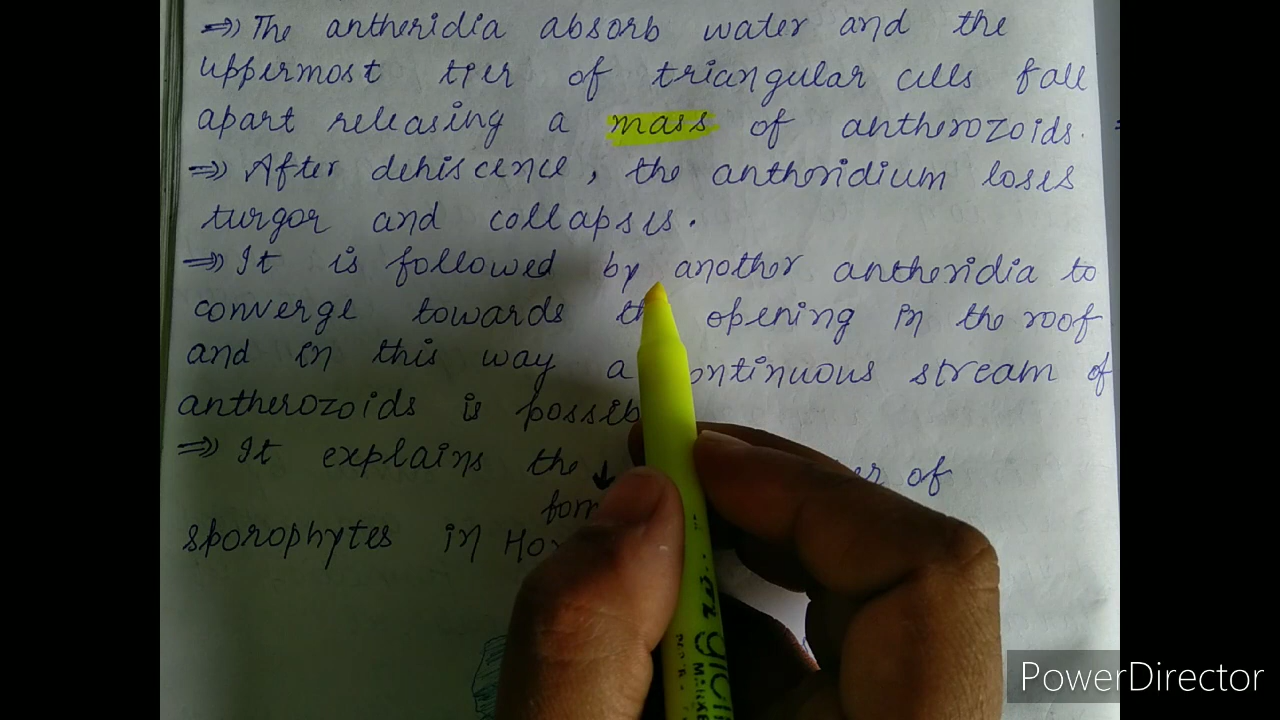 => The antheridia absorb water and the
uppermost tier of triangular cells fall
apart releasing a mass of antherozoids.
=> After dehiscence, the antheridium loses
turgor and collapses.
=> It is followed by another antheridia to
converge towards the opening in the roof
and in this way a continuous stream of
antherozoids is possib
=> It explains the ↓ of
form
sporophytes in Ho
PowerDirector